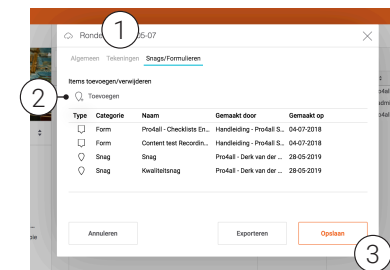 1
Ronde 05-07
Algemeen Tekeningen Snags/Formulieren
Items toevoegen/verwijderen
2
Toevoegen
Type Categorie Naam Gemaakt door Gemaakt op
Form Pro4all - Checklists En... Handleiding - Pro4all S... 04-07-2018
Form Content test Recordin... Handleiding - Pro4all S... 04-07-2018
Snag Snag Pro4all - Derk van der ... 28-05-2019
Snag Kwaliteitsnag Pro4all - Derk van der ... 28-05-2019
Annuleren Exporteren Opslaan
3